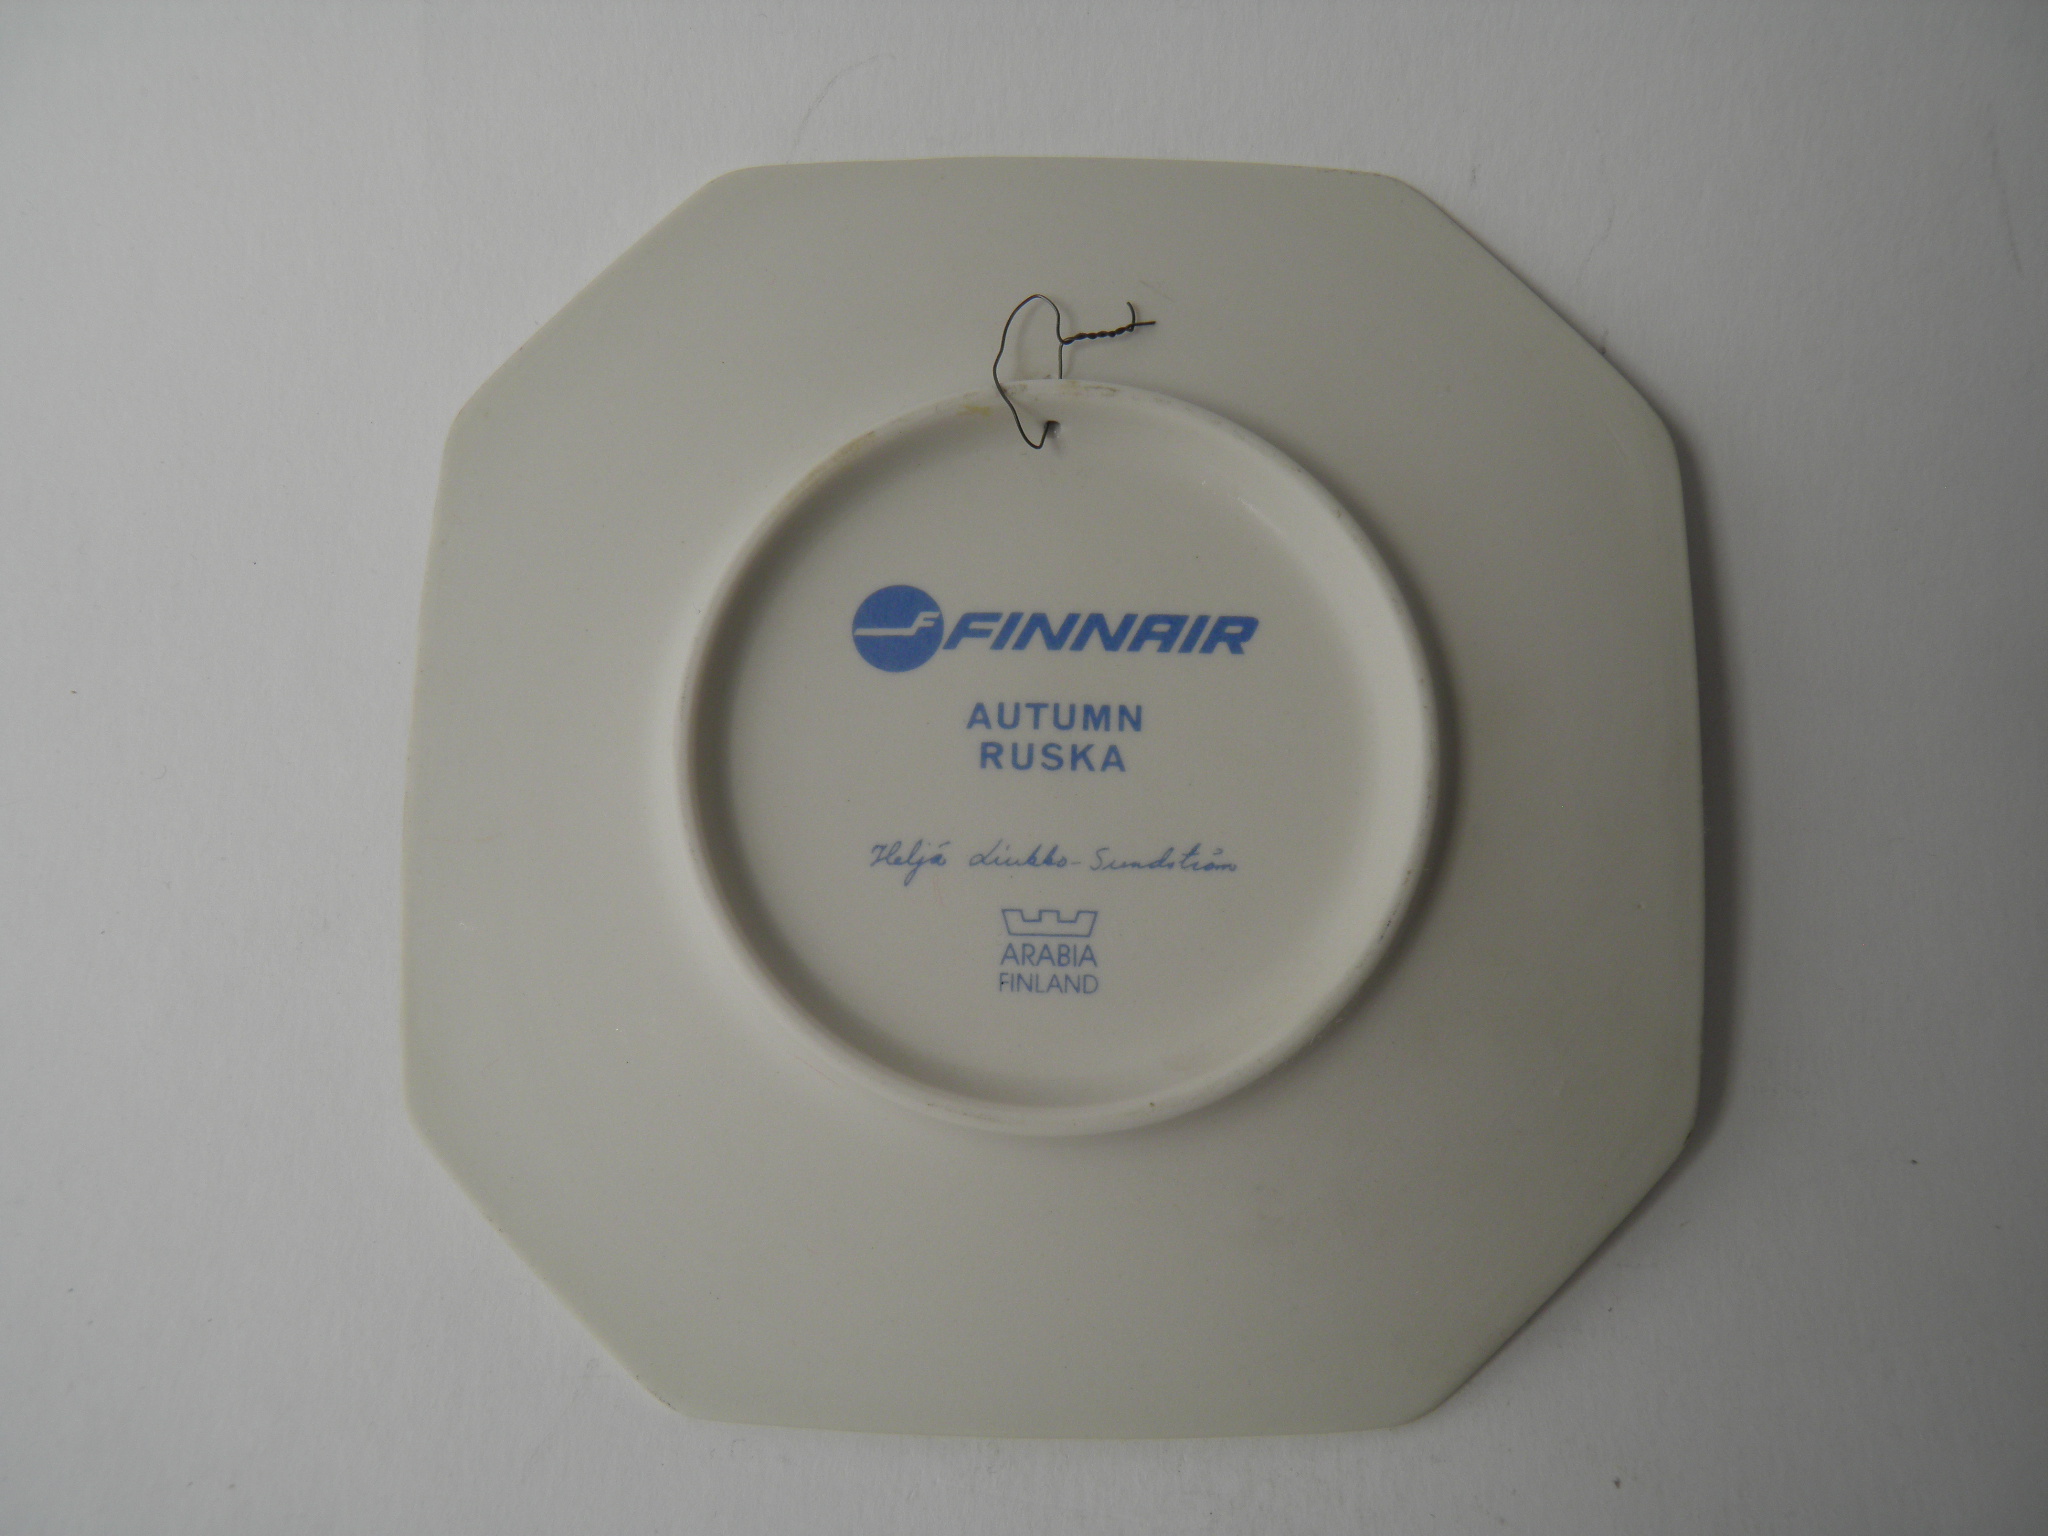 F FINNAIR
AUTUMN
RUSKA
Heljä Liukko-Sundström
ARABIA
FINLAND